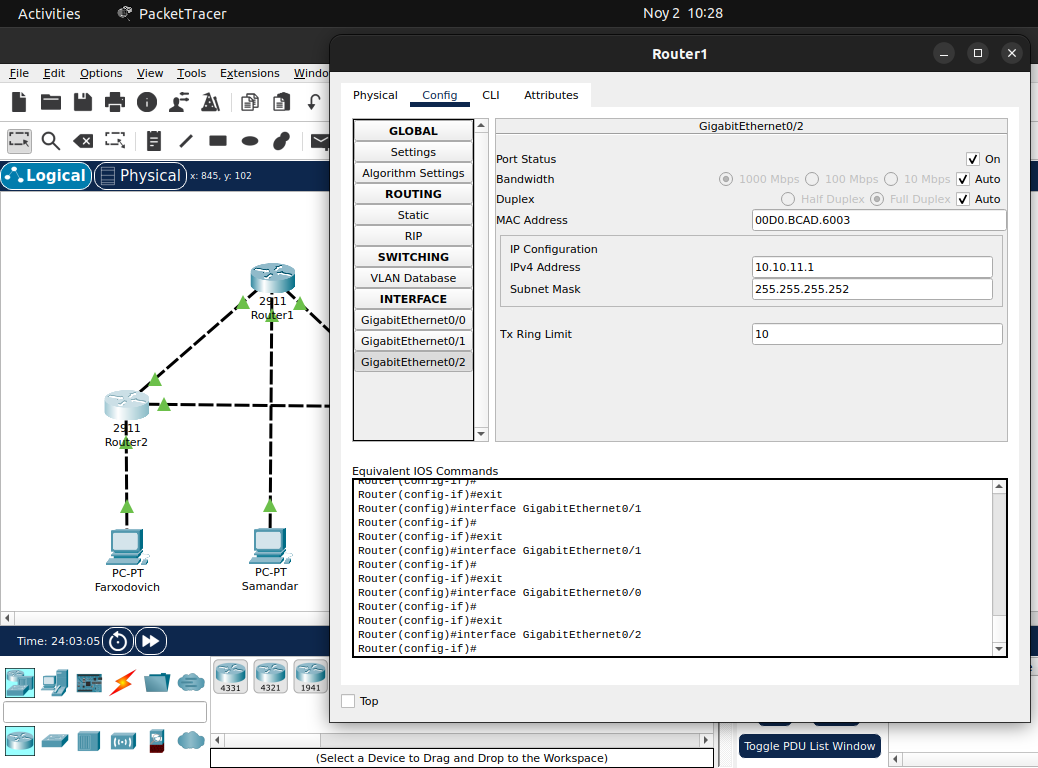 Activities
PacketTracer
Noy 2 10:28
Router1
File Edit Options View Tools Extensions Windo
Logical
Physical
x: 845, y: 102
2911
Router1
2911
Router2
PC-PT
Farxodovich
PC-PT
Samandar
Time: 24:03:05
4331
4321
1941
(Select a Device to Drag and Drop to the Workspace)
Toggle PDU List Window
Physical Config CLI Attributes
GLOBAL
Settings
Algorithm Settings
ROUTING
Static
RIP
SWITCHING
VLAN Database
INTERFACE
GigabitEthernet0/0
GigabitEthernet0/1
GigabitEthernet0/2
GigabitEthernet0/2
Port Status On
Bandwidth 1000 Mbps 100 Mbps 10 Mbps Auto
Duplex Half Duplex Full Duplex Auto
MAC Address 00D0.BCAD.6003
IP Configuration
IPv4 Address 10.10.11.1
Subnet Mask 255.255.255.252
Tx Ring Limit 10
Equivalent IOS Commands
Router(config-if)#
Router(config-if)#exit
Router(config)#interface GigabitEthernet0/1
Router(config-if)#
Router(config-if)#exit
Router(config)#interface GigabitEthernet0/1
Router(config-if)#
Router(config-if)#exit
Router(config)#interface GigabitEthernet0/0
Router(config-if)#
Router(config-if)#exit
Router(config)#interface GigabitEthernet0/2
Router(config-if)#
Top